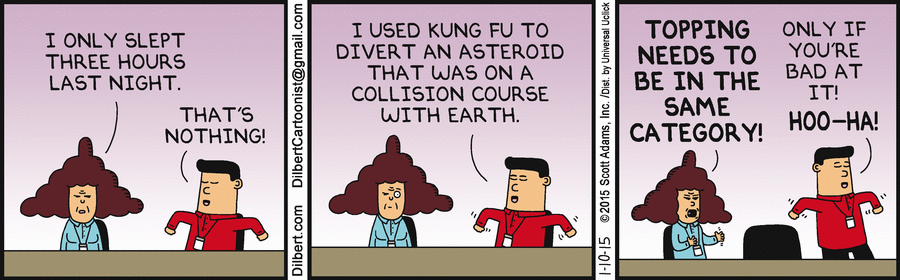 I ONLY SLEPT
THREE HOURS
LAST NIGHT.
THAT'S
NOTHING!
Dilbert.com DilbertCartoonist@gmail.com
I USED KUNG FU TO
DIVERT AN ASTEROID
THAT WAS ON A
COLLISION COURSE
WITH EARTH.
1-10-15 ©2015 Scott Adams, Inc. /Dist. by Universal Uclick
TOPPING
NEEDS TO
BE IN THE
SAME
CATEGORY!
ONLY IF
YOU'RE
BAD AT
IT!
HOO-HA!